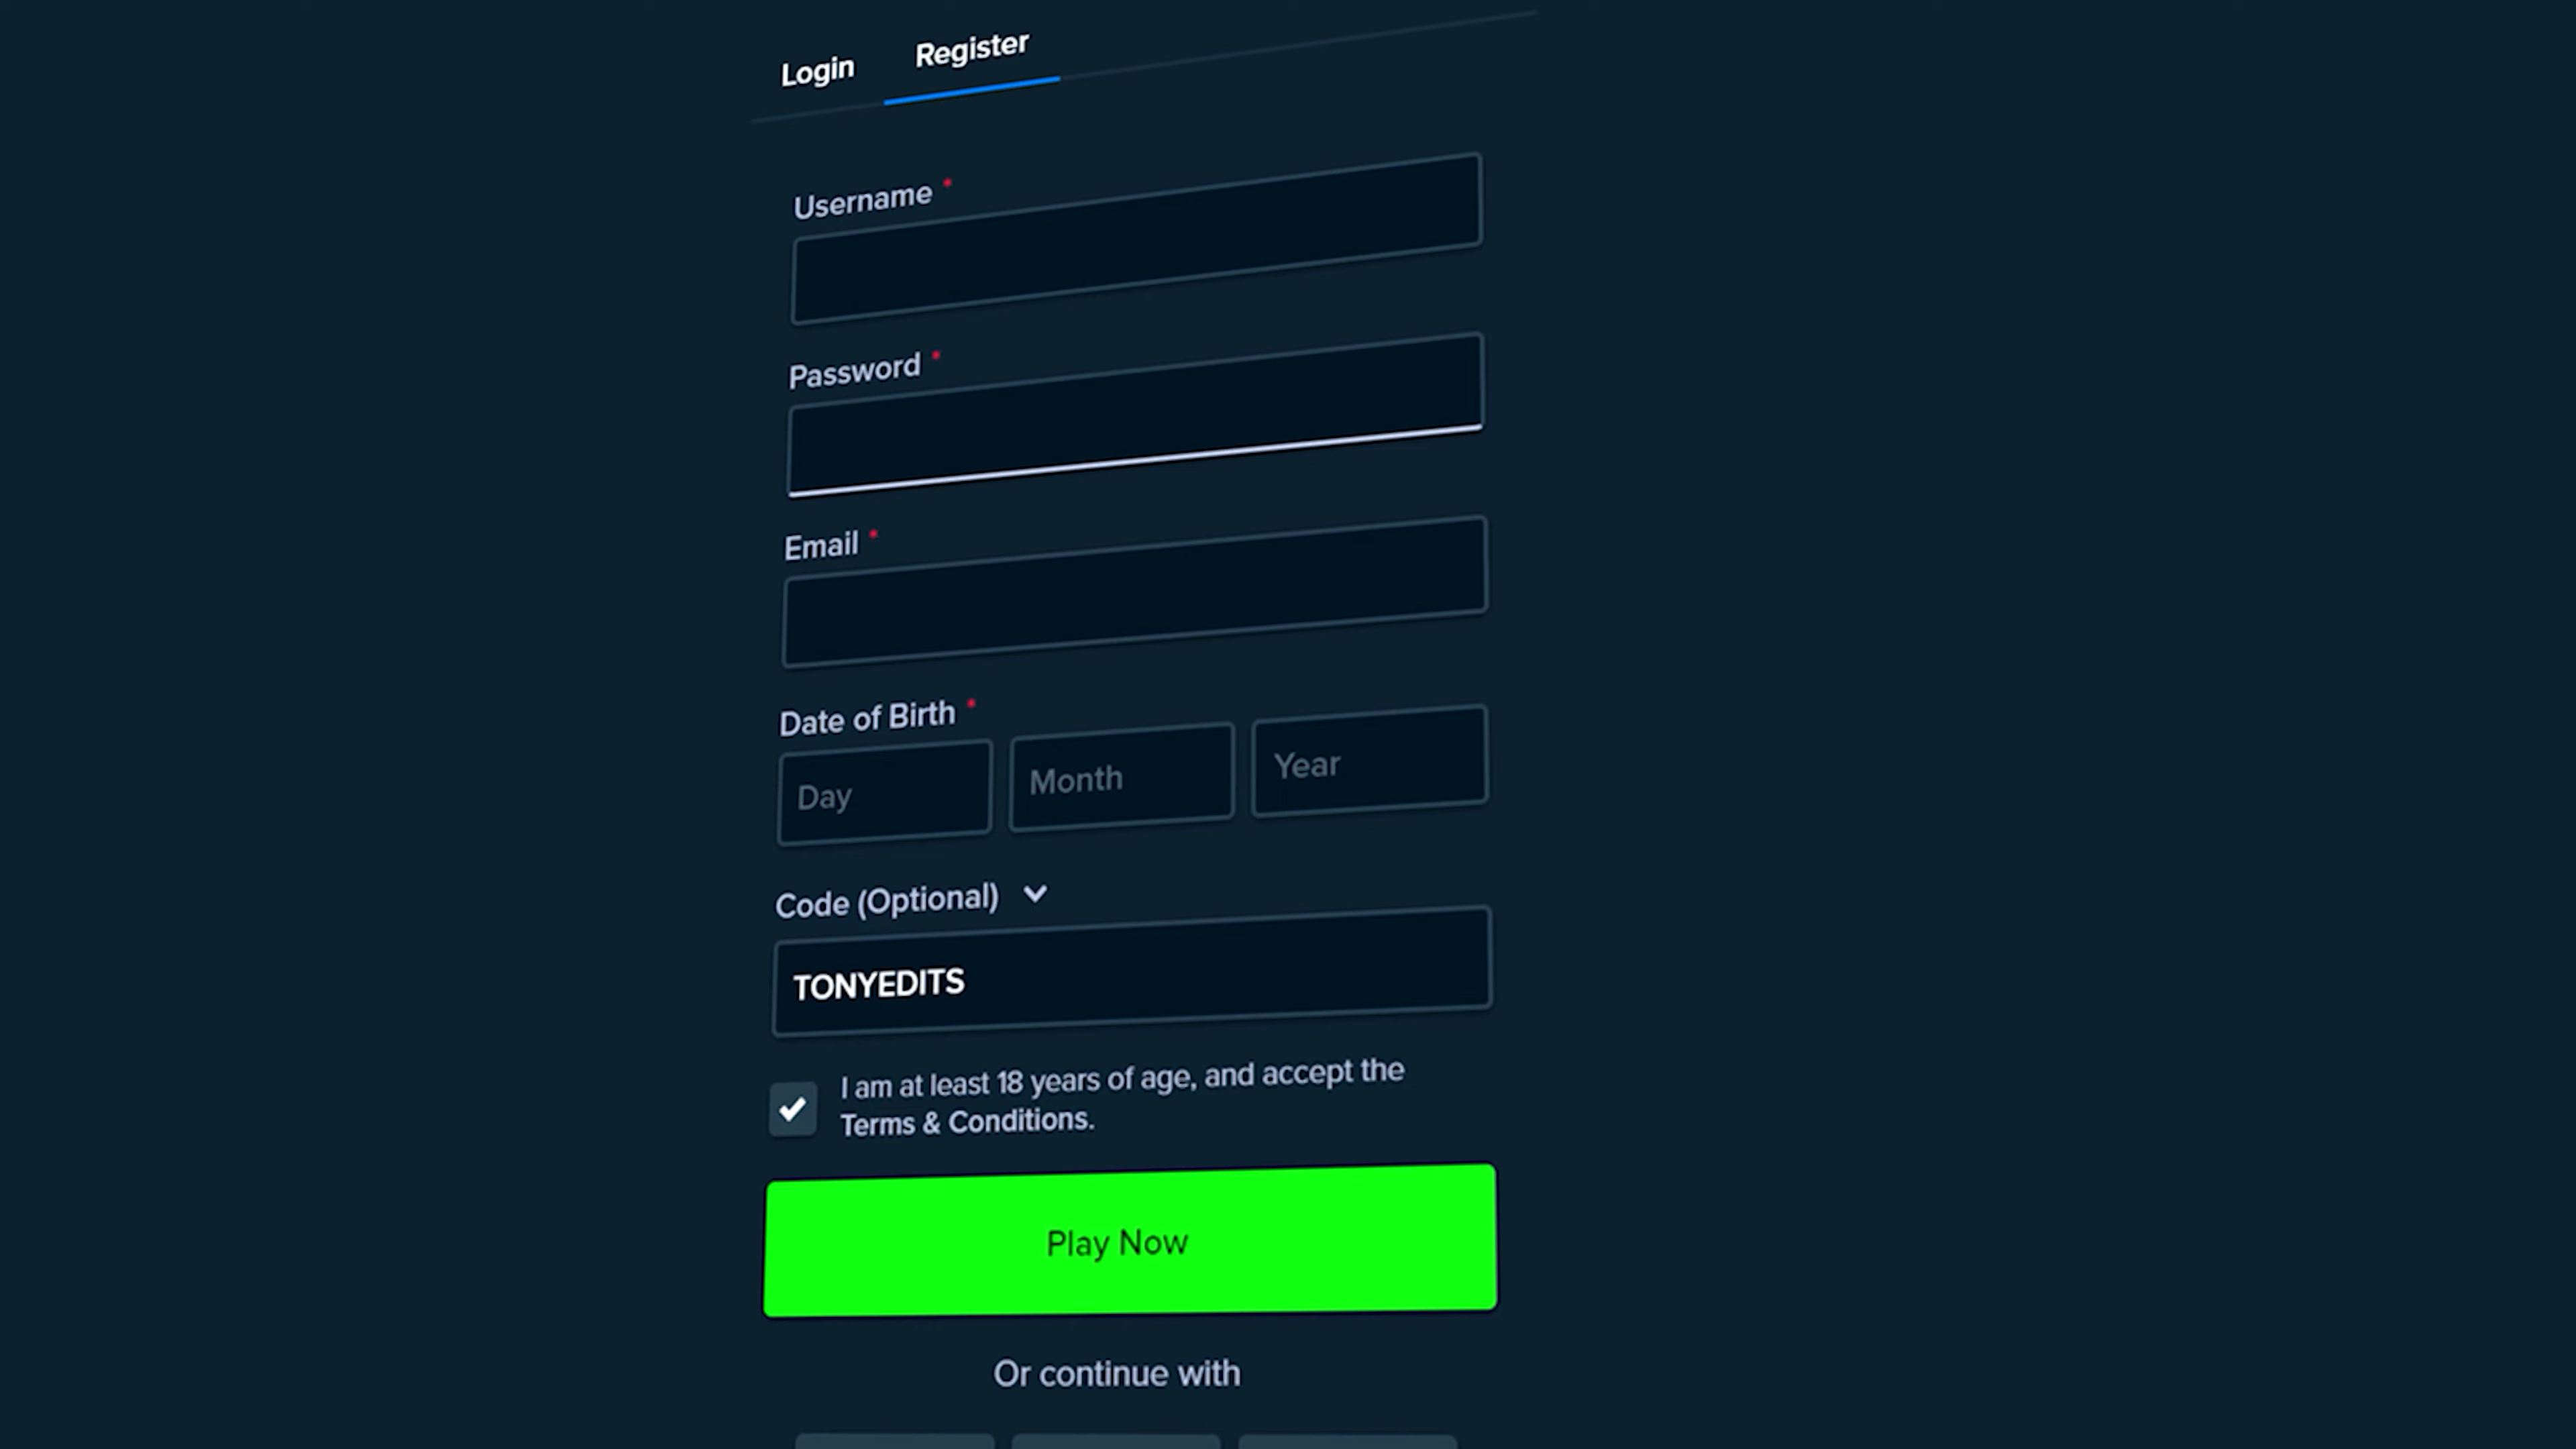 Login
Register
Username *
Password *
Email *
Date of Birth *
Day
Month
Year
Code (Optional)
TONYEDITS
I am at least 18 years of age, and accept the
Terms & Conditions.
Play Now
Or continue with